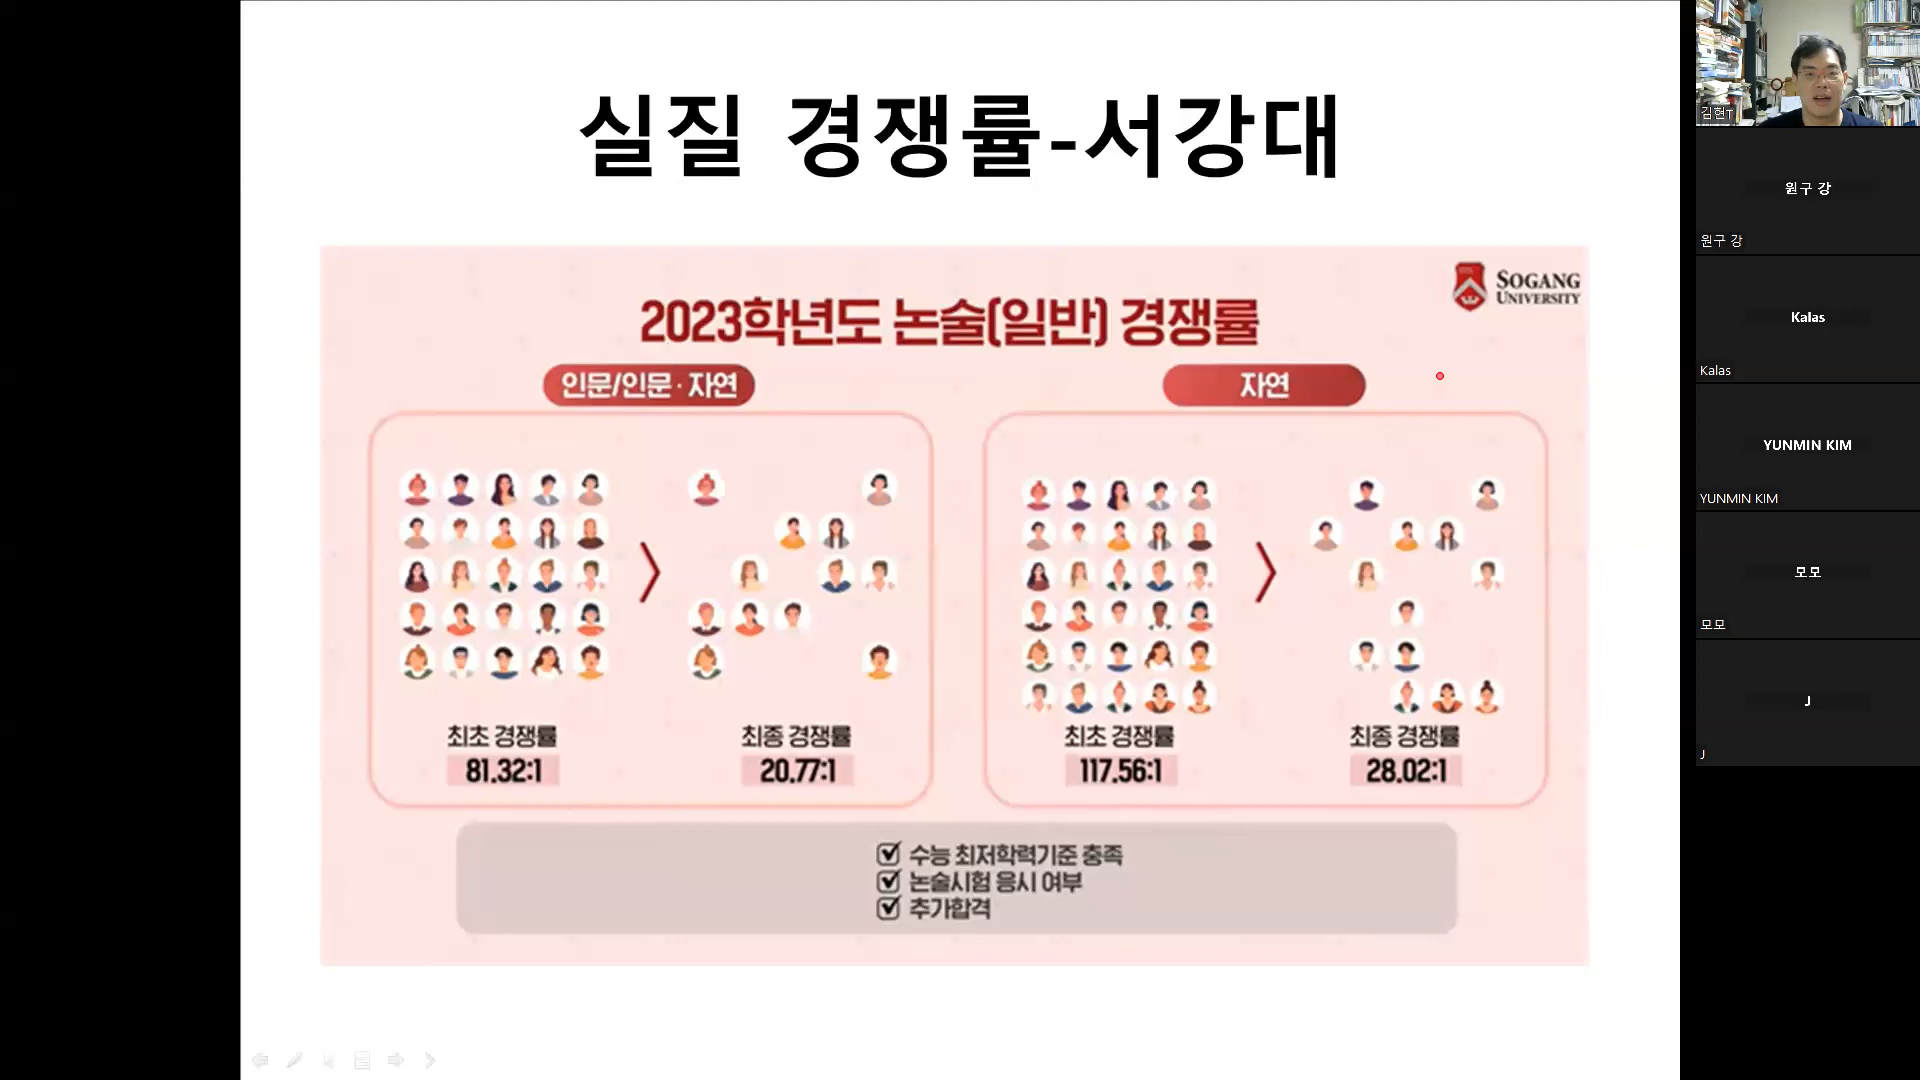 실질 경쟁률-서강대
SOGANG
UNIVERSITY
2023학년도 논술(일반) 경쟁률
인문/인문·자연
최초 경쟁률
81.32:1
최종 경쟁률
20.77:1
자연
최초 경쟁률
117.56:1
최종 경쟁률
28.02:1
수능 최저학력기준 충족
논술시험 응시 여부
추가합격
김현T
원구 강
원구 강
Kalas
Kalas
YUNMIN KIM
YUNMIN KIM
모모
모모
J
J